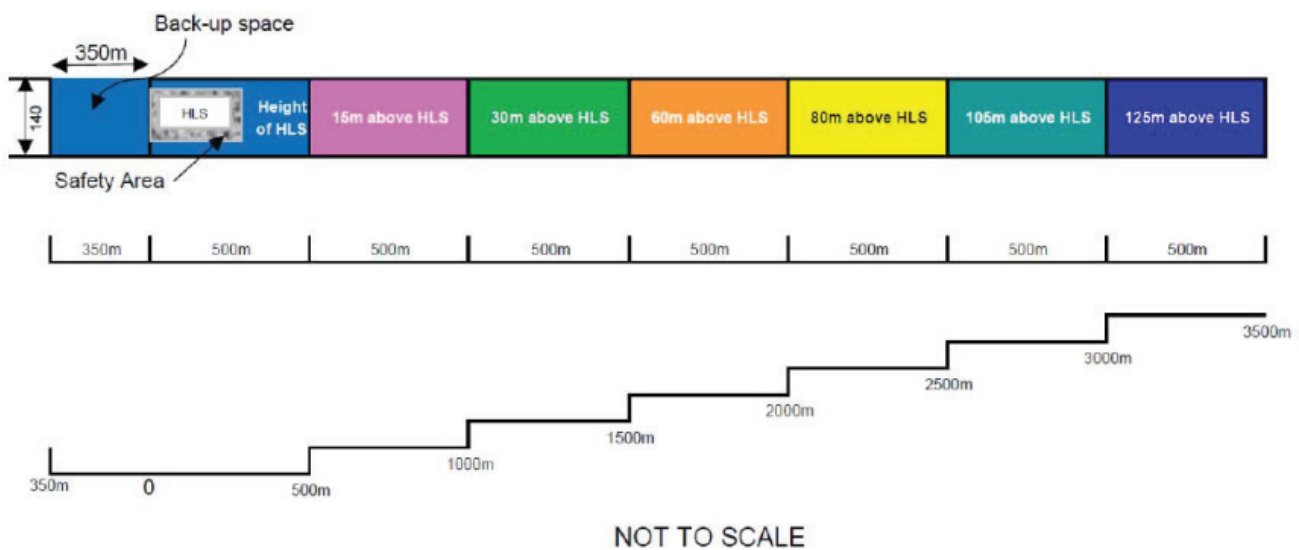 Back-up space
350m
140
HLS
Height
of HLS
15m above HLS
30m above HLS
60m above HLS
80m above HLS
105m above HLS
125m above HLS
Safety Area
350m
500m
500m
500m
500m
500m
500m
500m
3500m
3000m
2500m
2000m
1500m
1000m
350m
0
500m
NOT TO SCALE